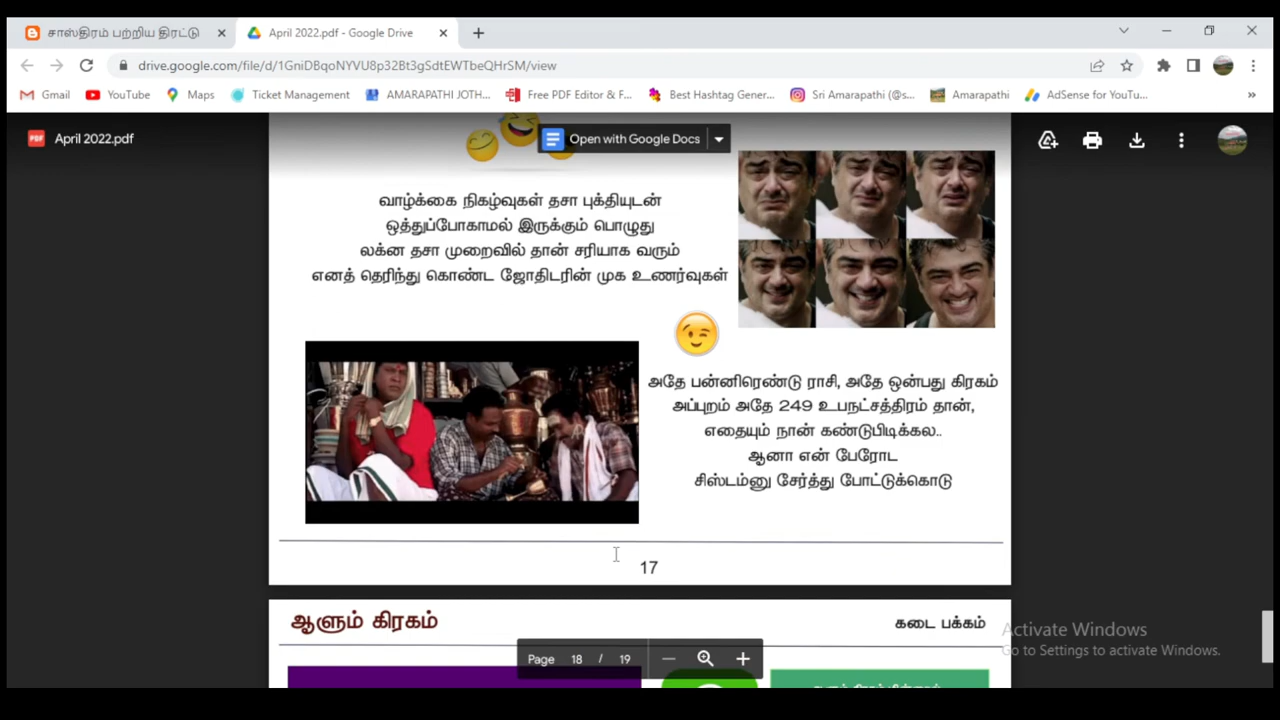 சாஸ்திரம் பற்றிய திரட்டு
April 2022.pdf - Google Drive
drive.google.com/file/d/1GniDBqoNYVU8p32Bt3gSdtEWTbeQHrSM/view
Gmail YouTube Maps Ticket Management AMARAPATHI JOTH... Free PDF Editor & F... Best Hashtag Gener... Sri Amarapathi (@s... Amarapathi AdSense for YouTu... »
PDF April 2022.pdf
Open with Google Docs
வாழ்க்கை நிகழ்வுகள் தசா புக்தியுடன்
ஒத்துப்போகாமல் இருக்கும் பொழுது
லக்ன தசா முறைவில் தான் சரியாக வரும்
எனத் தெரிந்து கொண்ட ஜோதிடரின் முக உணர்வுகள்
அதே பன்னிரெண்டு ராசி, அதே ஒன்பது கிரகம்
அப்புறம் அதே 249 உபநட்சத்திரம் தான்,
எதையும் நான் கண்டுபிடிக்கல..
ஆனா என் பேரோட
சிஸ்டம்னு சேர்த்து போட்டுக்கொடு
17
ஆளும் கிரகம்
கடை பக்கம்
Activate Windows
Go to Settings to activate Windows.
Page 18 / 19